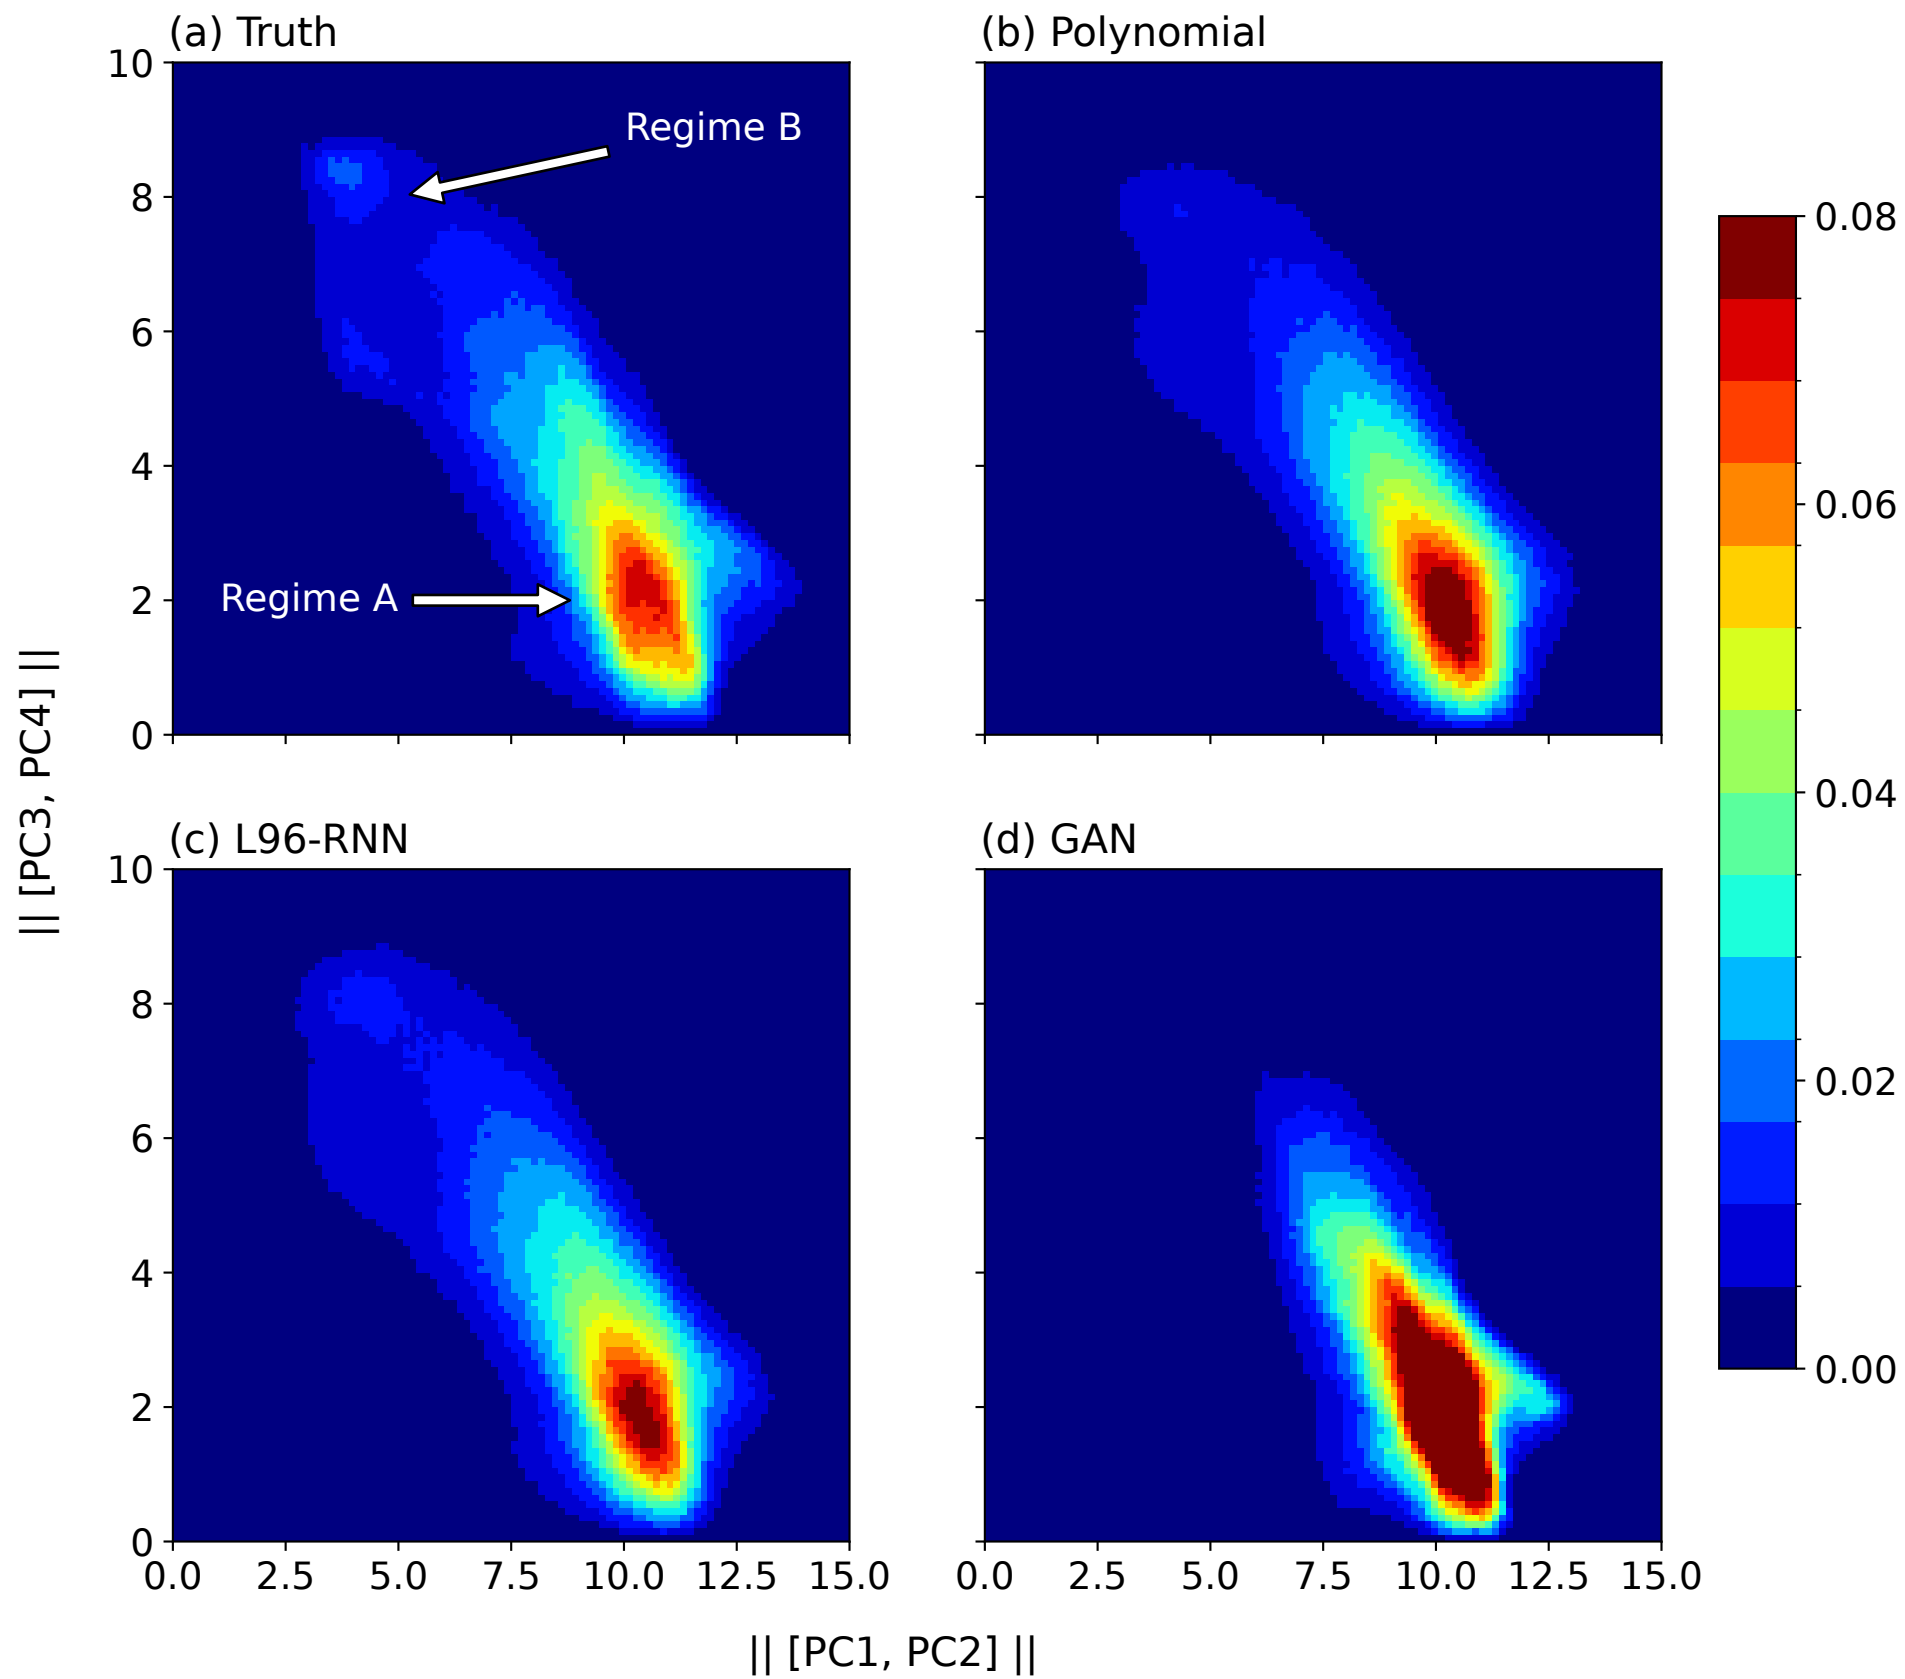 (a) Truth
(b) Polynomial
10
8
6
4
2
0
Regime B
Regime A
0.08
0.06
0.04
0.02
0.00
|| [PC3, PC4] ||
(c) L96-RNN
(d) GAN
10
8
6
4
2
0
0.0 2.5 5.0 7.5 10.0 12.5 15.0
0.0 2.5 5.0 7.5 10.0 12.5 15.0
|| [PC1, PC2] ||